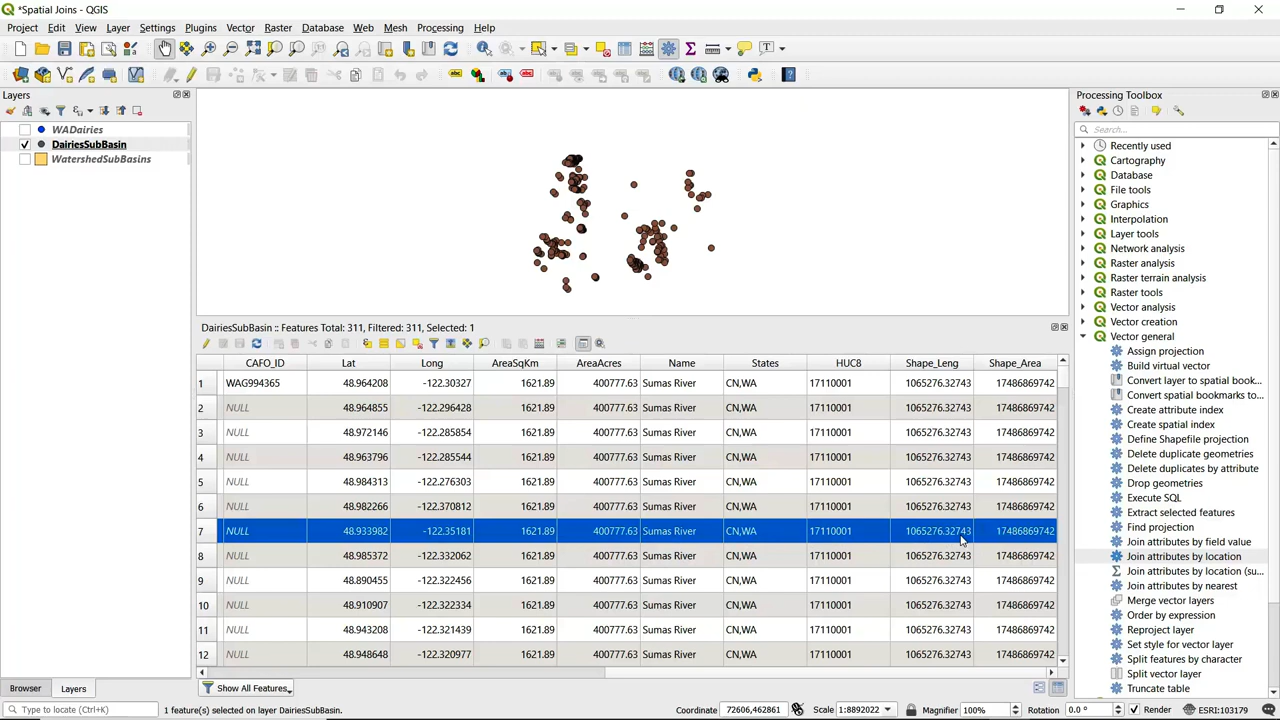 *Spatial Joins - QGIS
Project Edit View Layer Settings Plugins Vector Raster Database Web Mesh Processing Help
Layers
WADairies
DairiesSubBasin
WatershedSubBasins
DairiesSubBasin :: Features Total: 311, Filtered: 311, Selected: 1
CAFO_ID Lat Long AreaSqKm AreaAcres Name States HUC8 Shape_Leng Shape_Area
1 WAG994365 48.964208 -122.30327 1621.89 400777.63 Sumas River CN,WA 17110001 1065276.32743 17486869742
2 NULL 48.964855 -122.296428 1621.89 400777.63 Sumas River CN,WA 17110001 1065276.32743 17486869742
3 NULL 48.972146 -122.285854 1621.89 400777.63 Sumas River CN,WA 17110001 1065276.32743 17486869742
4 NULL 48.963796 -122.285544 1621.89 400777.63 Sumas River CN,WA 17110001 1065276.32743 17486869742
5 NULL 48.984313 -122.276303 1621.89 400777.63 Sumas River CN,WA 17110001 1065276.32743 17486869742
6 NULL 48.982266 -122.370812 1621.89 400777.63 Sumas River CN,WA 17110001 1065276.32743 17486869742
7 NULL 48.933982 -122.35181 1621.89 400777.63 Sumas River CN,WA 17110001 1065276.32743 17486869742
8 NULL 48.985372 -122.332062 1621.89 400777.63 Sumas River CN,WA 17110001 1065276.32743 17486869742
9 NULL 48.890455 -122.322456 1621.89 400777.63 Sumas River CN,WA 17110001 1065276.32743 17486869742
10 NULL 48.910907 -122.322334 1621.89 400777.63 Sumas River CN,WA 17110001 1065276.32743 17486869742
11 NULL 48.943208 -122.321439 1621.89 400777.63 Sumas River CN,WA 17110001 1065276.32743 17486869742
12 NULL 48.948648 -122.320977 1621.89 400777.63 Sumas River CN,WA 17110001 1065276.32743 17486869742
Show All Features
Processing Toolbox
Search...
Recently used
Cartography
Database
File tools
Graphics
Interpolation
Layer tools
Network analysis
Raster analysis
Raster terrain analysis
Raster tools
Vector analysis
Vector creation
Vector general
Assign projection
Build virtual vector
Convert layer to spatial book...
Convert spatial bookmarks to...
Create attribute index
Create spatial index
Define Shapefile projection
Delete duplicate geometries
Delete duplicates by attribute
Drop geometries
Execute SQL
Extract selected features
Find projection
Join attributes by field value
Join attributes by location
Join attributes by location (su...
Join attributes by nearest
Merge vector layers
Order by expression
Reproject layer
Set style for vector layer
Split features by character
Split vector layer
Truncate table
Browser Layers
Type to locate (Ctrl+K) 1 feature(s) selected on layer DairiesSubBasin. Coordinate 72606,462861 Scale 1:8892022 Magnifier 100% Rotation 0.0 ° Render ESRI:103179